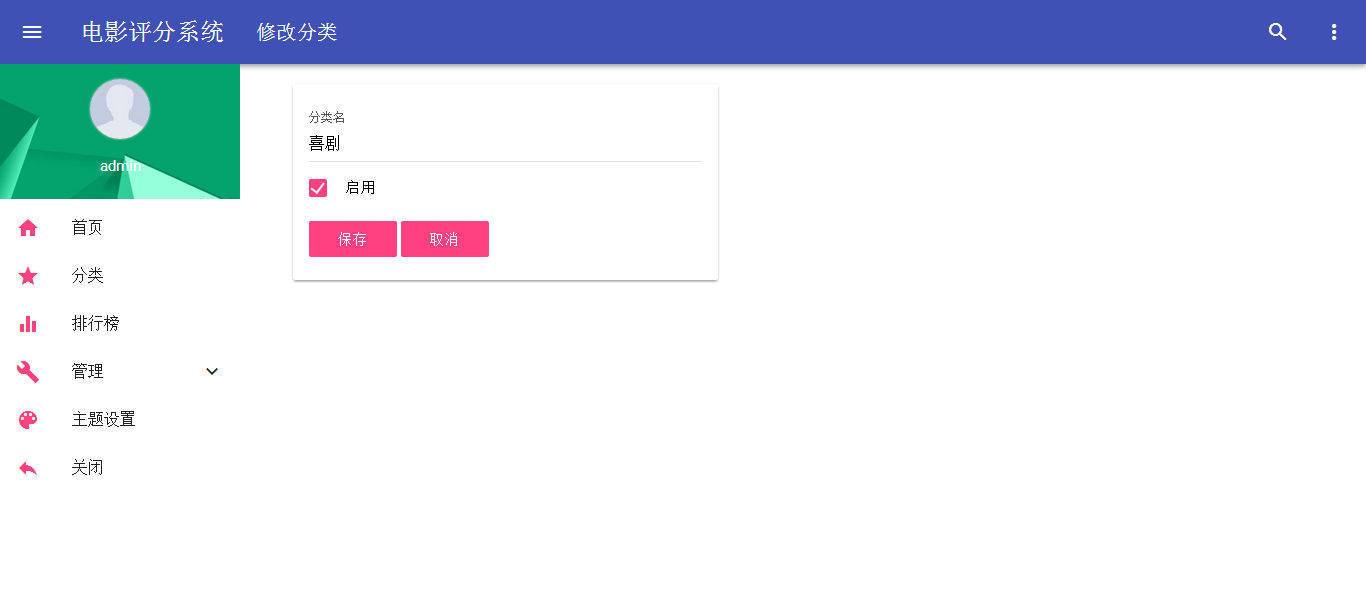 电影评分系统 修改分类
admin
首页
分类
排行榜
管理
主题设置
关闭
分类名
喜剧
启用
保存 取消